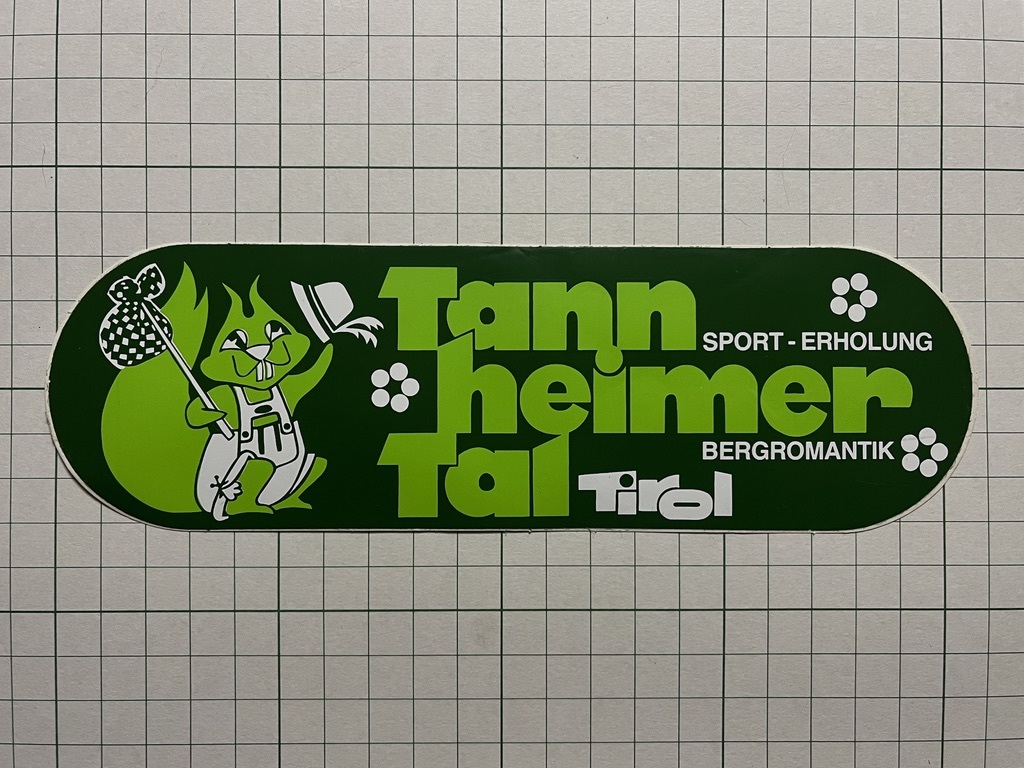 Tann
SPORT - ERHOLUNG
heimer
BERGROMANTIK
Tal
Tirol